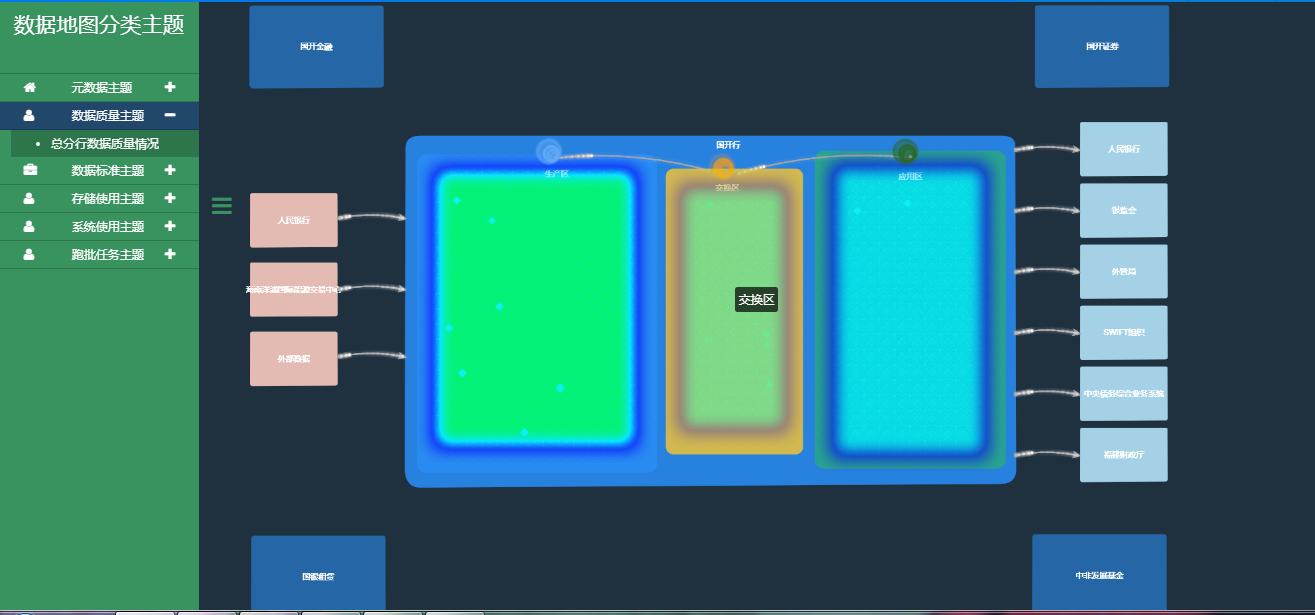 数据地图分类主题
元数据主题
数据质量主题
总分行数据质量情况
数据标准主题
存储使用主题
系统使用主题
跑批任务主题
国开金融
国开证券
国开行
生产区
交换区
应用区
交换区
人民银行
外部数据
人民银行
银监会
外管局
SWIFT组织
中央债务综合业务系统
福建财政厅
国银租赁
中非发展基金